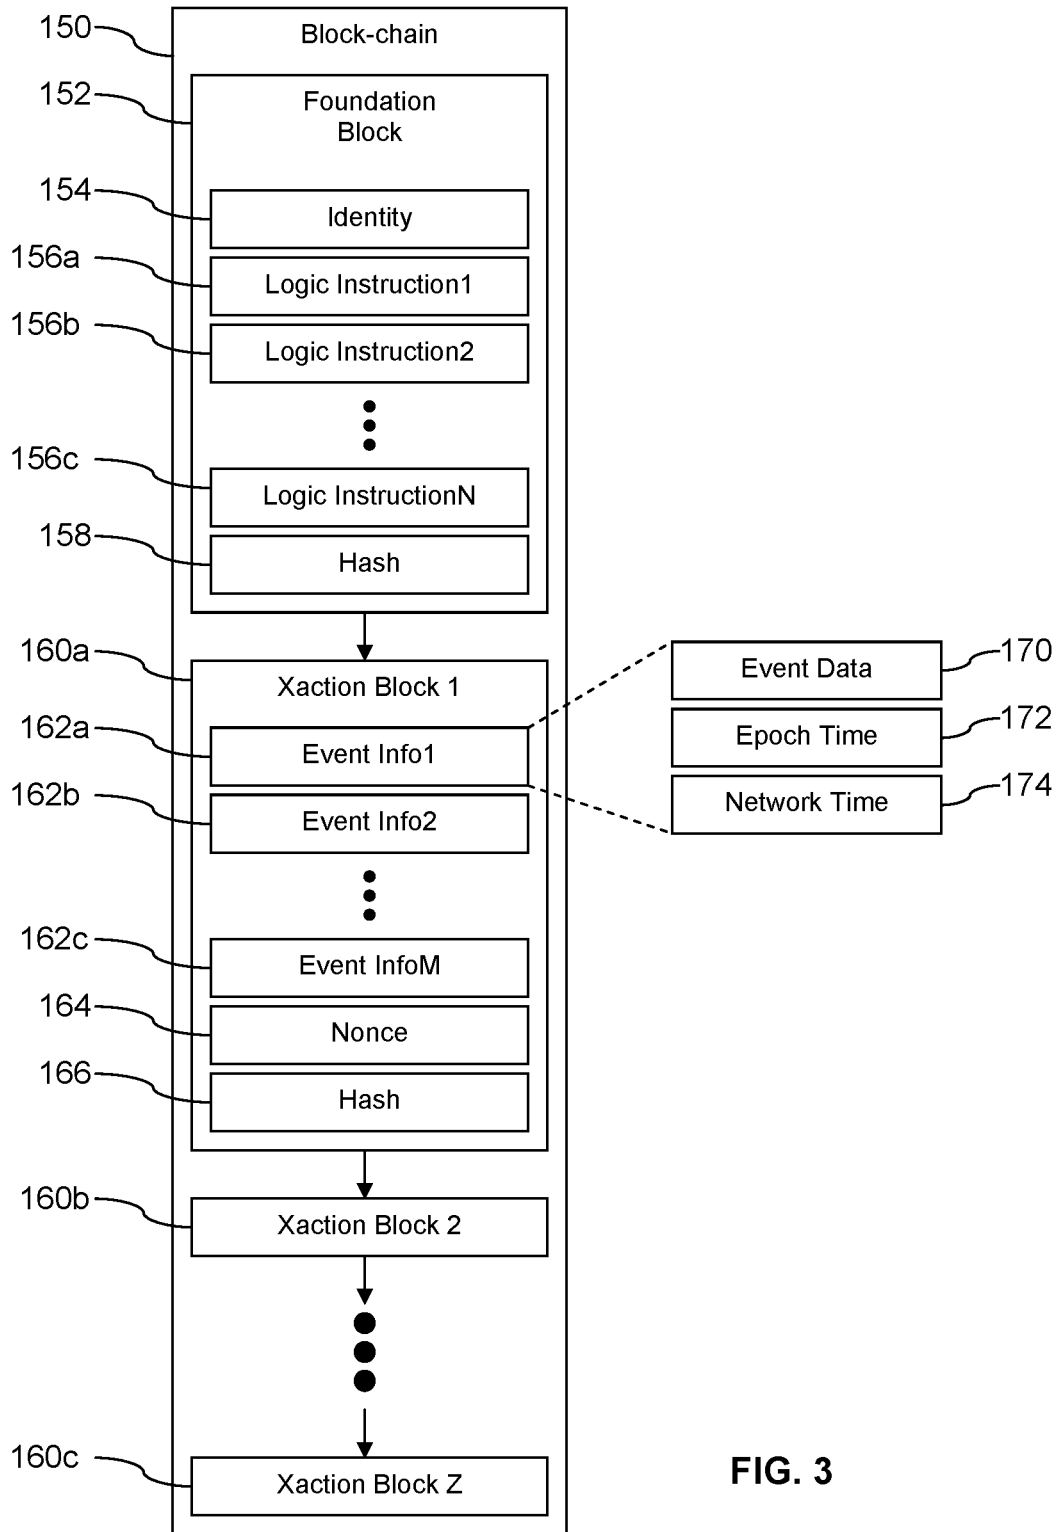 150
Block-chain
152
Foundation
Block
154
Identity
156a
Logic Instruction1
156b
Logic Instruction2
156c
Logic InstructionN
158
Hash
160a
Xaction Block 1
162a
Event Info1
162b
Event Info2
162c
Event InfoM
164
Nonce
166
Hash
Event Data
170
Epoch Time
172
Network Time
174
160b
Xaction Block 2
160c
Xaction Block Z
FIG. 3